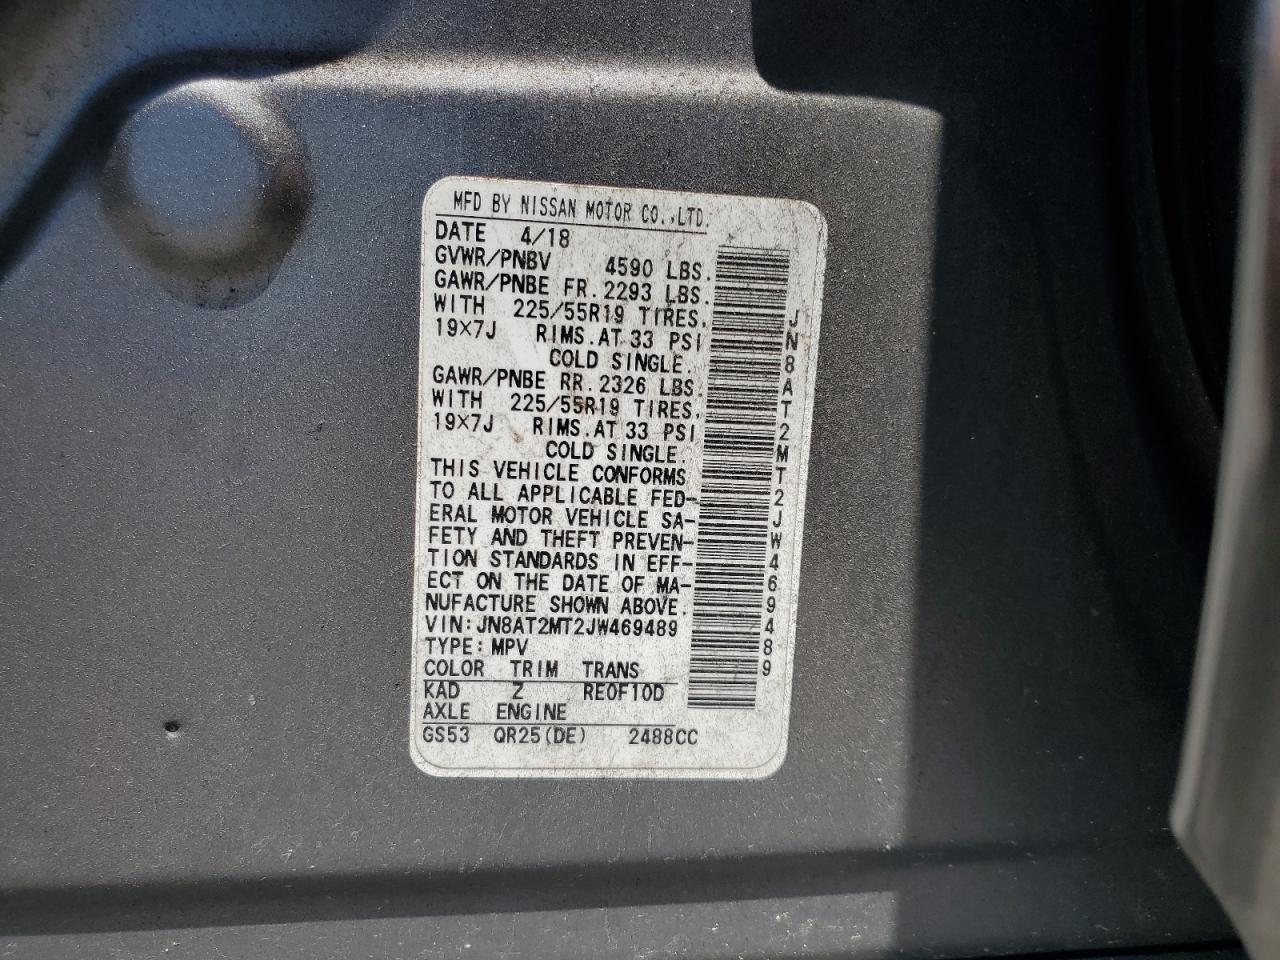 MFD BY NISSAN MOTOR CO.,LTD.
DATE 4/18
GVWR/PNBV 4590 LBS.
GAWR/PNBE FR.2293 LBS.
WITH 225/55R19 TIRES.
19×7J RIMS.AT 33 PSI
COLD SINGLE.
GAWR/PNBE RR.2326 LBS.
WITH 225/55R19 TIRES.
19×7J RIMS.AT 33 PSI
COLD SINGLE.
THIS VEHICLE CONFORMS
TO ALL APPLICABLE FED-
ERAL MOTOR VEHICLE SA-
FETY AND THEFT PREVEN-
TION STANDARDS IN EFF-
ECT ON THE DATE OF MA-
NUFACTURE SHOWN ABOVE.
VIN:JN8AT2MT2JW469489
TYPE:MPV
COLOR TRIM TRANS
KAD Z RE0F10D
AXLE ENGINE
GS53 QR25(DE) 2488CC
JN8AT2MT2JW469489